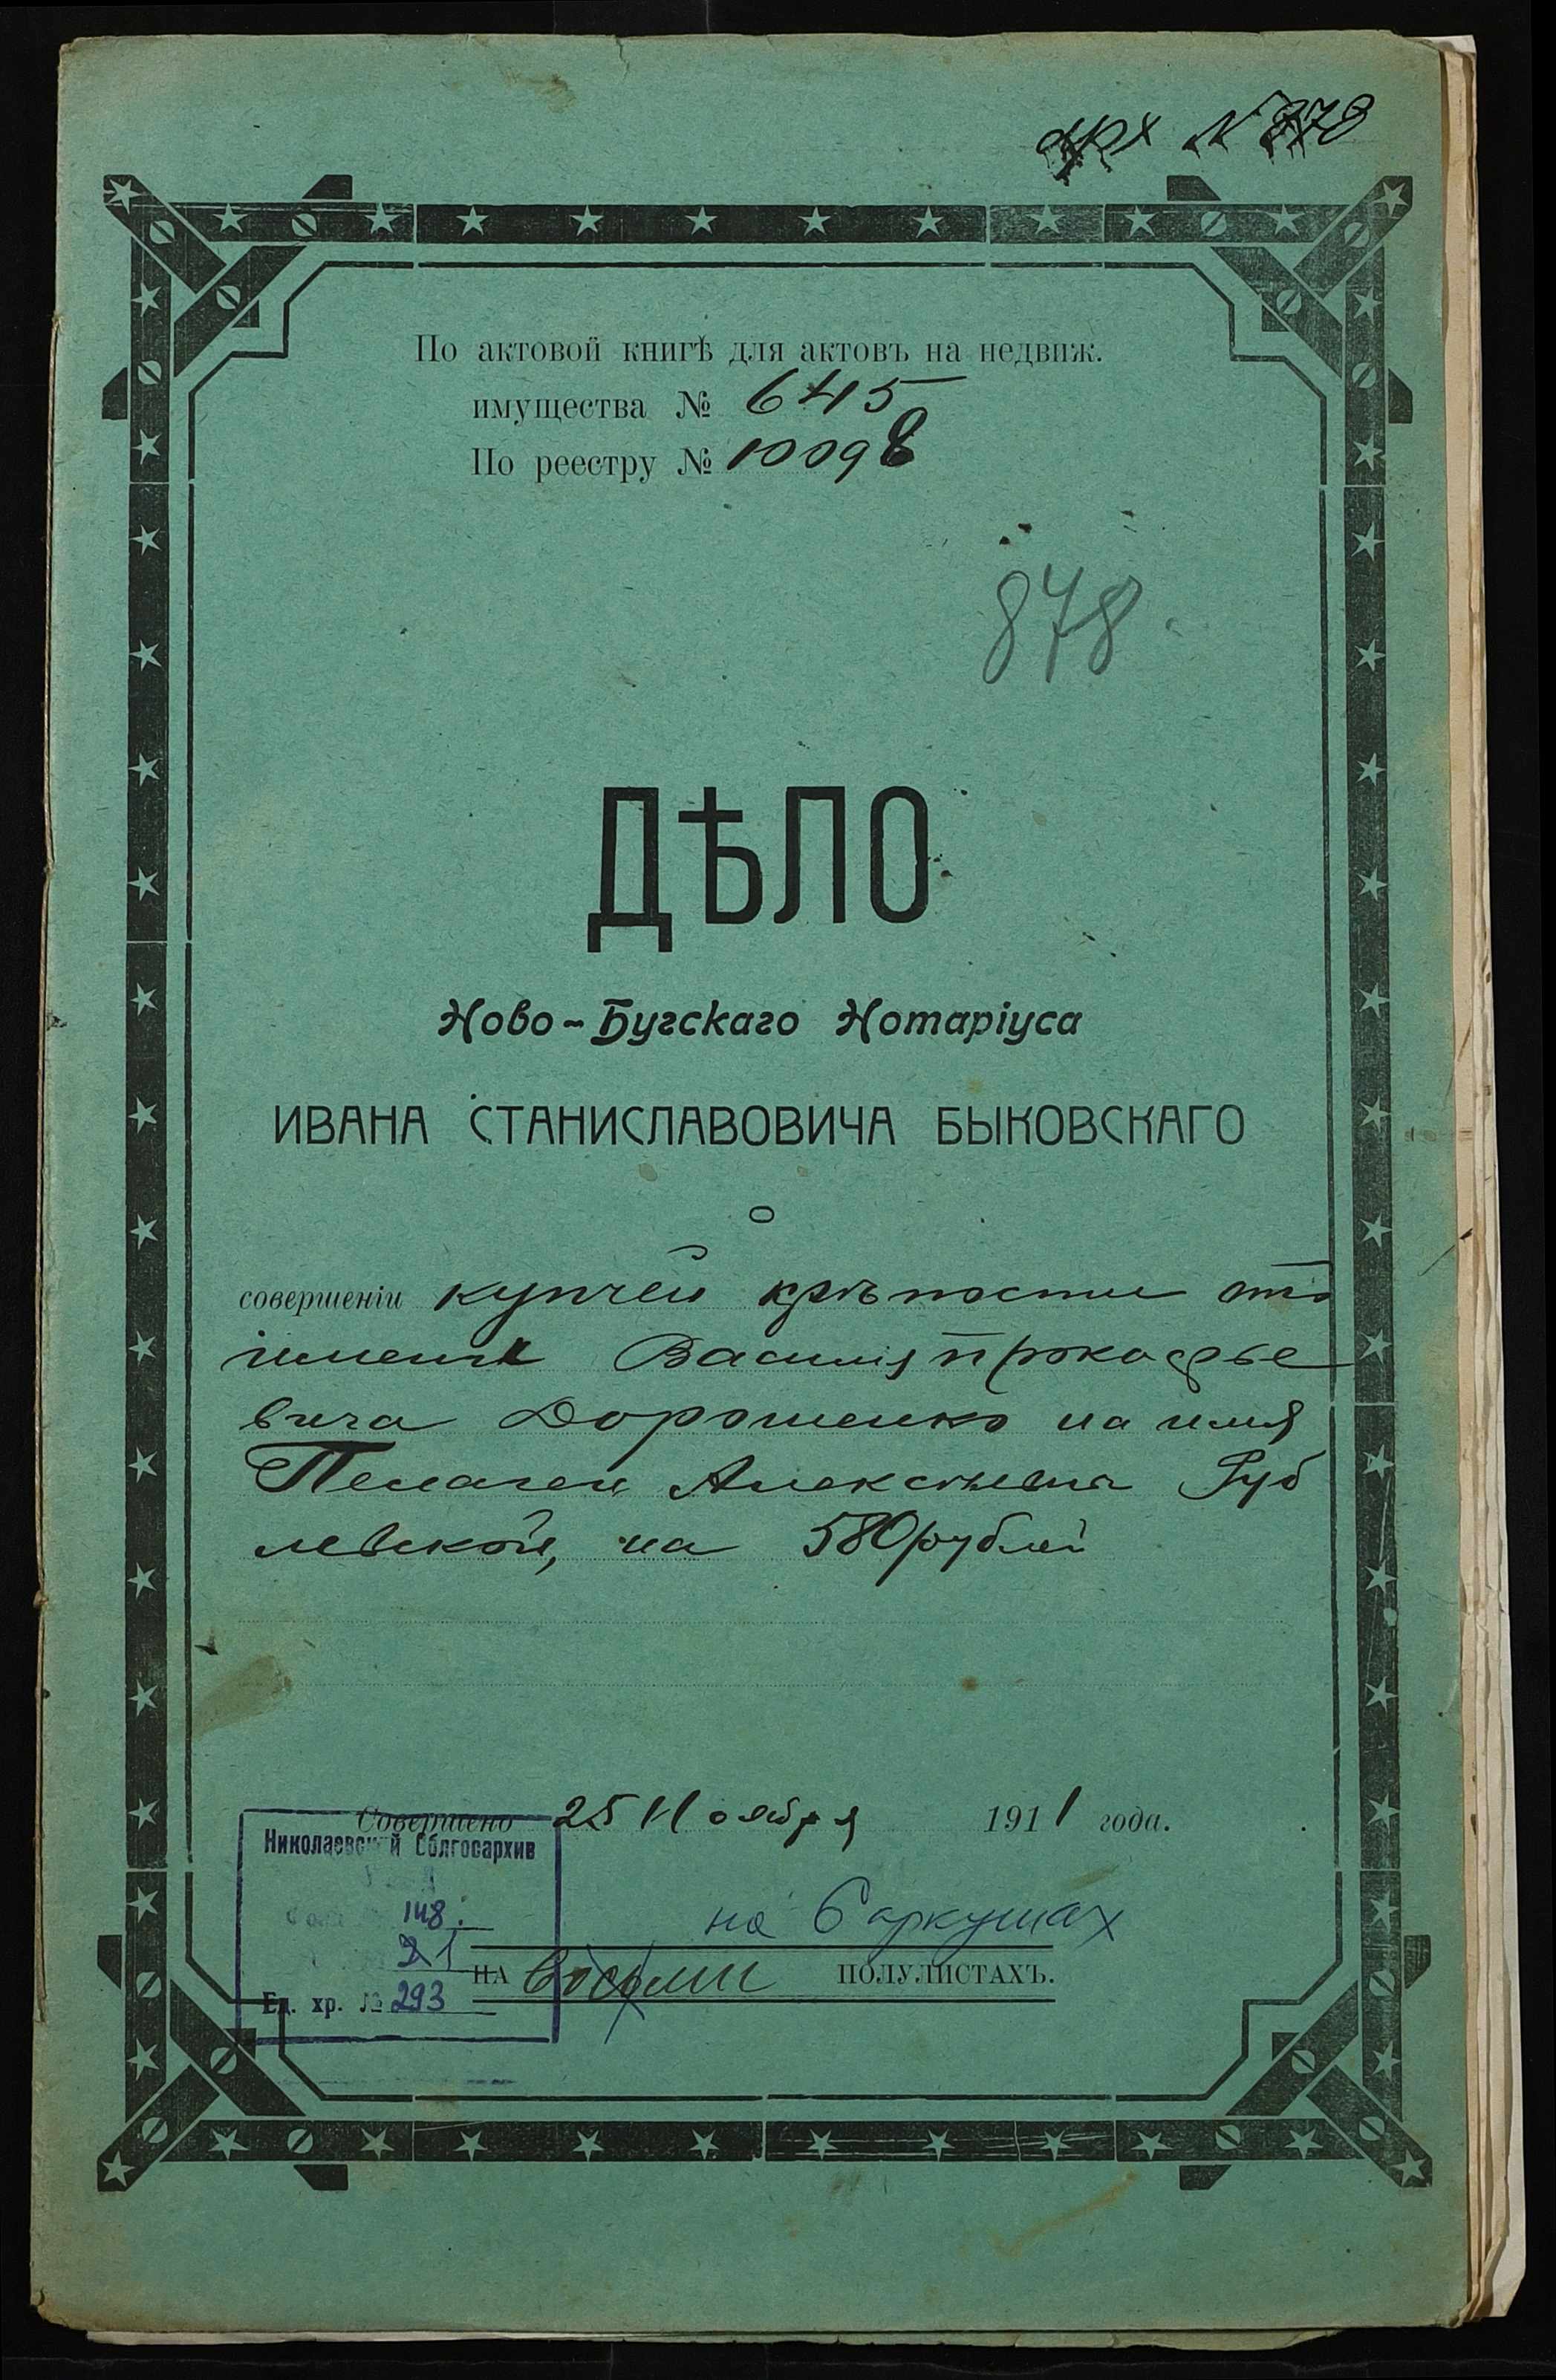 арх N 878
По актовой книгѣ для актовъ на недвиж.
имущества № 645
По реестру № 10098
878.
ДѢЛО
Ново-Бугскаго Нотаріуса
ИВАНА СТАНИСЛАВОВИЧА БЫКОВСКАГО
О
совершеніи купчей крѣпости отъ
имени Василія Прокофье
вича Дорошенко на имя
Пелагеи Алексѣевны Руб
левской, на 580 рублей
Совершено 25 Ноября 1911 года.
Николаевский Облгосархив
148
21
Ед. хр. № 293
на 6 аркушах
НА восьми ПОЛУЛИСТАХЪ.